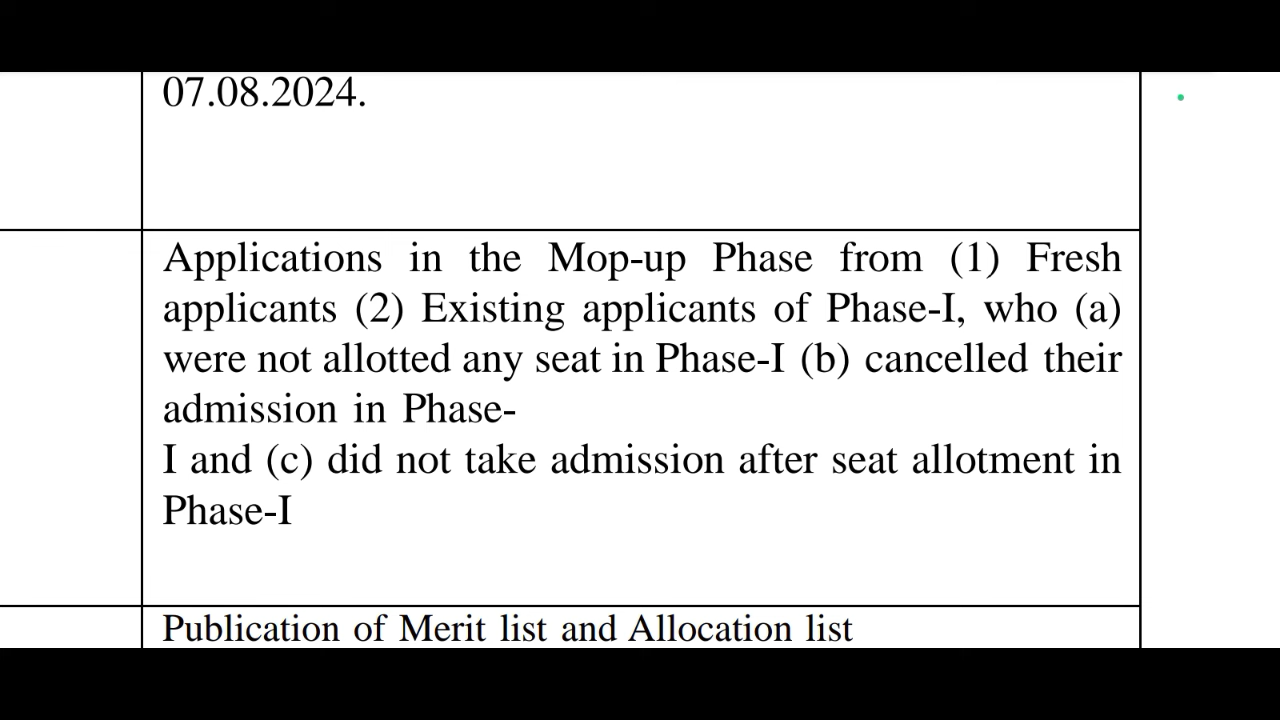 07.08.2024.
Applications in the Mop-up Phase from (1) Fresh
applicants (2) Existing applicants of Phase-I, who (a)
were not allotted any seat in Phase-I (b) cancelled their
admission in Phase-
I and (c) did not take admission after seat allotment in
Phase-I
Publication of Merit list and Allocation list